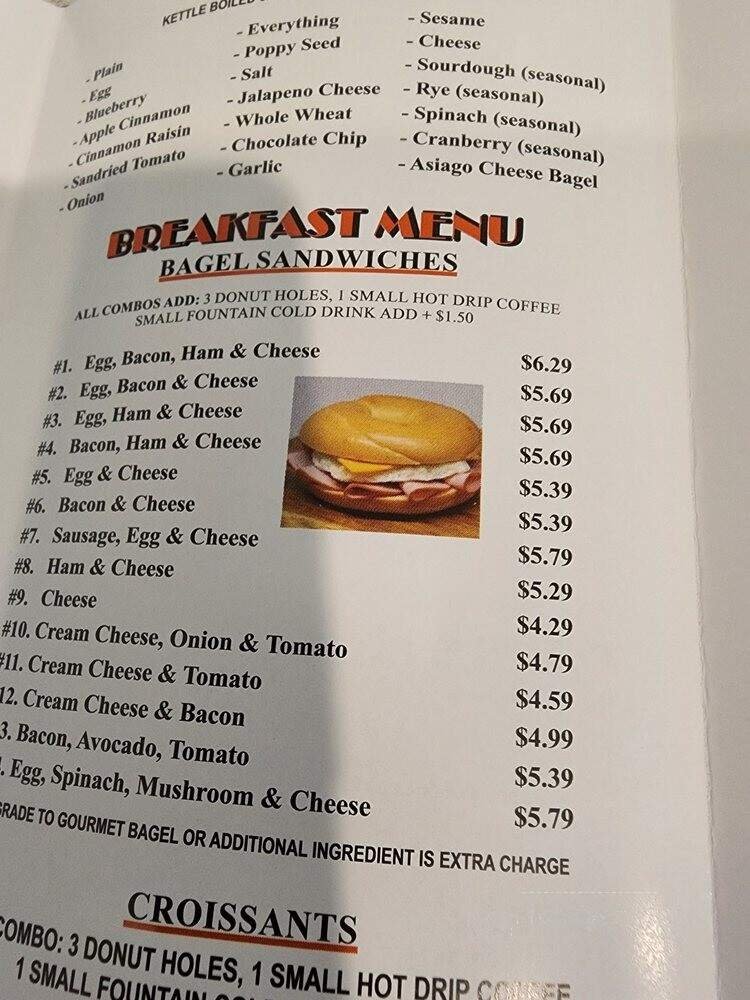 KETTLE BOILED
- Plain
- Egg
- Blueberry
- Apple Cinnamon
- Cinnamon Raisin
- Sandried Tomato
- Onion
- Everything
- Poppy Seed
- Salt
- Jalapeno Cheese
- Whole Wheat
- Chocolate Chip
- Garlic
- Sesame
- Cheese
- Sourdough (seasonal)
- Rye (seasonal)
- Spinach (seasonal)
- Cranberry (seasonal)
- Asiago Cheese Bagel
BREAKFAST MENU
BAGEL SANDWICHES
ALL COMBOS ADD: 3 DONUT HOLES, 1 SMALL HOT DRIP COFFEE
SMALL FOUNTAIN COLD DRINK ADD + $1.50
#1. Egg, Bacon, Ham & Cheese $6.29
#2. Egg, Bacon & Cheese $5.69
#3. Egg, Ham & Cheese $5.69
#4. Bacon, Ham & Cheese $5.69
#5. Egg & Cheese $5.39
#6. Bacon & Cheese $5.39
#7. Sausage, Egg & Cheese $5.79
#8. Ham & Cheese $5.29
#9. Cheese $4.29
#10. Cream Cheese, Onion & Tomato $4.79
#11. Cream Cheese & Tomato $4.59
12. Cream Cheese & Bacon $4.99
3. Bacon, Avocado, Tomato $5.39
. Egg, Spinach, Mushroom & Cheese $5.79
GRADE TO GOURMET BAGEL OR ADDITIONAL INGREDIENT IS EXTRA CHARGE
CROISSANTS
COMBO: 3 DONUT HOLES, 1 SMALL HOT DRIP COFFEE
1 SMALL FOUNTAIN